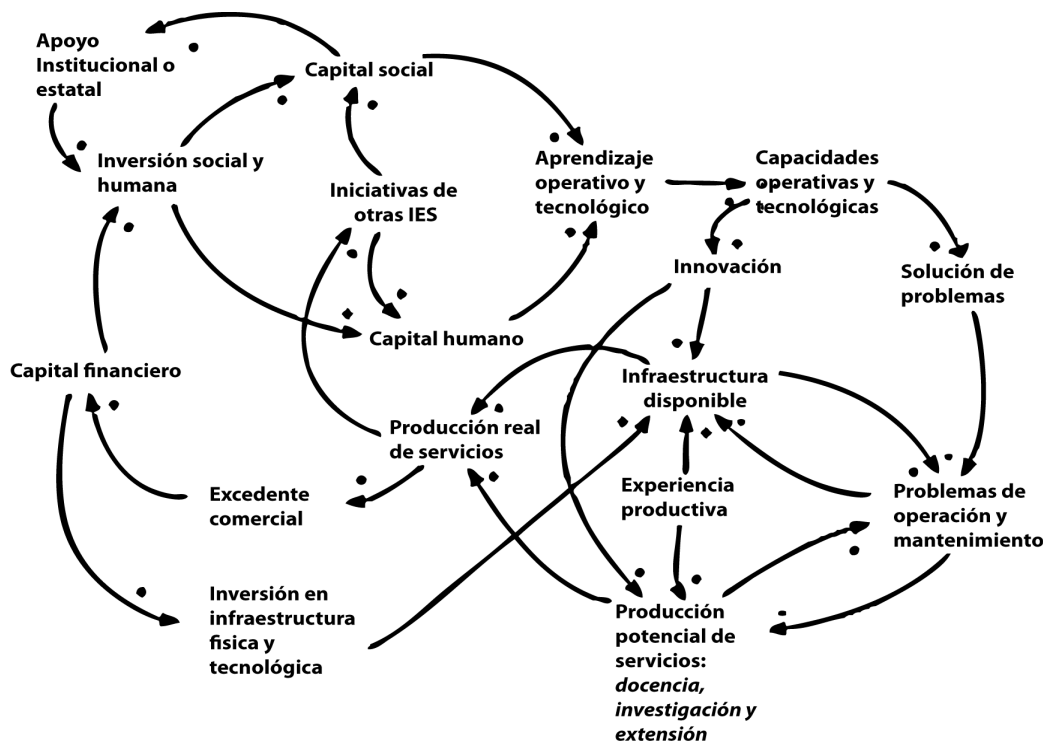 Apoyo
Institucional o
estatal
Capital social
Inversión social y
humana
Iniciativas de
otras IES
Aprendizaje
operativo y
tecnológico
Capacidades
operativas y
tecnológicas
Innovación
Solución de
problemas
Capital humano
Capital financiero
Infraestructura
disponible
Producción real
de servicios
Excedente
comercial
Experiencia
productiva
Problemas de
operación y
mantenimiento
Inversión en
infraestructura
fisica y
tecnológica
Producción
potencial de
servicios:
docencia,
investigación y
extensión